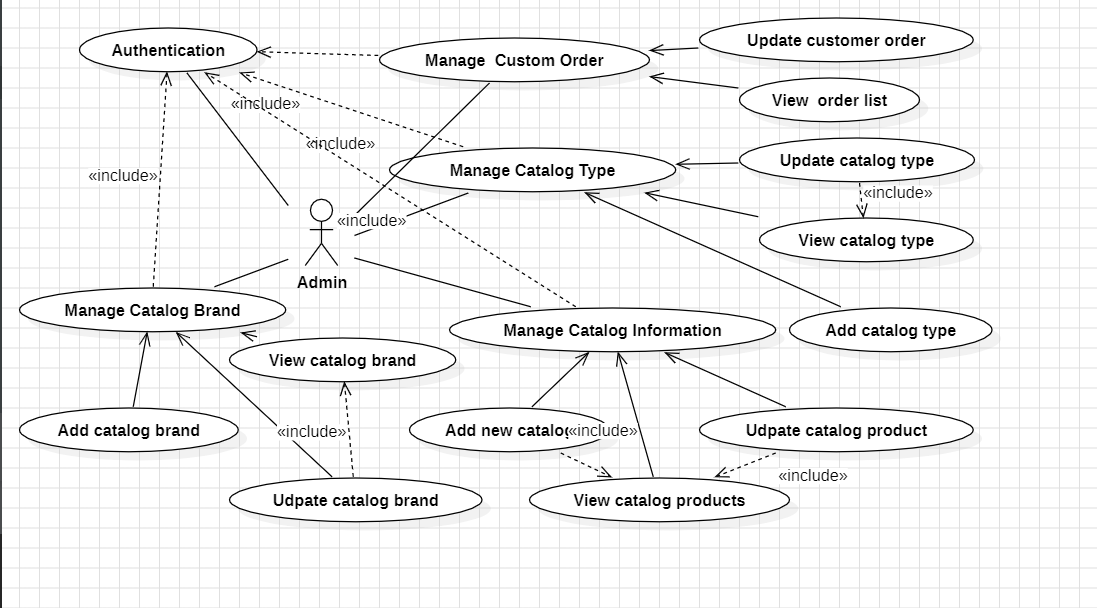 Update customer order
Authentication
Manage  Custom Order
View  order list
«include»
«include»
Update catalog type
Manage Catalog Type
«include»
«include»
«include»
View catalog type
Admin
Manage Catalog Brand
Manage Catalog Information
Add catalog type
View catalog brand
Add catalog brand
«include»
Add new catalog
«include»
Udpate catalog product
«include»
Udpate catalog brand
View catalog products